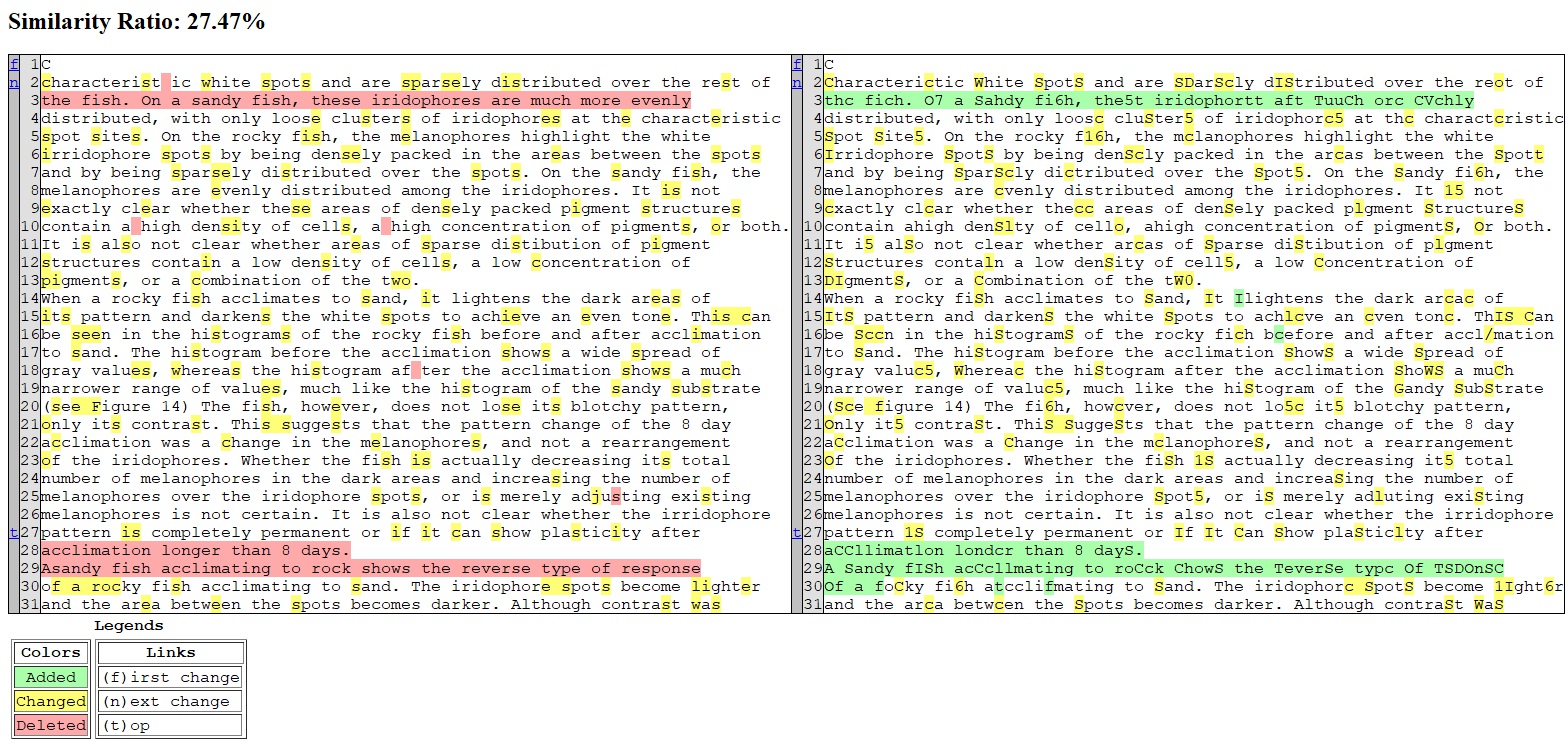 Similarity Ratio: 27.47%
f 1 C
n 2 characterist ic white spots and are sparsely distributed over the rest of
3 the fish. On a sandy fish, these iridophores are much more evenly
4 distributed, with only loose clusters of iridophores at the characteristic
5 spot sites. On the rocky fish, the melanophores highlight the white
6 irridophore spots by being densely packed in the areas between the spots
7 and by being sparsely distributed over the spots. On the sandy fish, the
8 melanophores are evenly distributed among the iridophores. It is not
9 exactly clear whether these areas of densely packed pigment structures
10 contain a high density of cells, a high concentration of pigments, or both.
11 It is also not clear whether areas of sparse distibution of pigment
12 structures contain a low density of cells, a low concentration of
13 pigments, or a combination of the two.
14 When a rocky fish acclimates to sand, it lightens the dark areas of
15 its pattern and darkens the white spots to achieve an even tone. This can
16 be seen in the histograms of the rocky fish before and after acclimation
17 to sand. The histogram before the acclimation shows a wide spread of
18 gray values, whereas the histogram af ter the acclimation shows a much
19 narrower range of values, much like the histogram of the sandy substrate
20 (see Figure 14) The fish, however, does not lose its blotchy pattern,
21 only its contrast. This suggests that the pattern change of the 8 day
22 acclimation was a change in the melanophores, and not a rearrangement
23 of the iridophores. Whether the fish is actually decreasing its total
24 number of melanophores in the dark areas and increasing the number of
25 melanophores over the iridophore spots, or is merely adjusting existing
26 melanophores is not certain. It is also not clear whether the irridophore
t 27 pattern is completely permanent or if it can show plasticity after
28 acclimation longer than 8 days.
29 Asandy fish acclimating to rock shows the reverse type of response
30 of a rocky fish acclimating to sand. The iridophore spots become lighter
31 and the area between the spots becomes darker. Although contrast was
f 1 C
n 2 Characterictic White SpotS and are SDarScly dIStributed over the reot of
3 thc fich. O7 a Sahdy fi6h, the5t iridophortt aft TuuCh orc CVchly
4 distributed, with only loosc cluSter5 of iridophorc5 at thc charactcristic
5 Spot Site5. On the rocky f16h, the mclanophores highlight the white
6 Irridophore SpotS by being denScly packed in the arcas between the Spott
7 and by being SparScly dictributed over the Spot5. On the Sandy fi6h, the
8 melanophores are cvenly distributed among the iridophores. It 15 not
9 cxactly clcar whether thecc areas of denSely packed plgment StructureS
10 contain ahigh denSlty of cello, ahigh concentration of pigmentS, Or both.
11 It i5 alSo not clear whether arcas of Sparse diStibution of plgment
12 Structures contaln a low denSity of cell5, a low Concentration of
13 DIgmentS, or a Combination of the tW0.
14 When a rocky fiSh acclimates to Sand, It Ilightens the dark arcac of
15 ItS pattern and darkenS the white Spots to achlcve an cven tonc. ThIS Can
16 be Sccn in the hiStogramS of the rocky fich bcefore and after accl/mation
17 to Sand. The hiStogram before the acclimation ShowS a wide Spread of
18 gray valuc5, Whereac the hiStogram after the acclimation ShoWS a muCh
19 narrower range of valuc5, much like the hiStogram of the Gandy SubStrate
20 (Sce figure 14) The fi6h, howcver, does not lo5c it5 blotchy pattern,
21 Only it5 contraSt. ThiS SuggeSts that the pattern change of the 8 day
22 aCclimation was a Change in the mclanophoreS, and not a rearrangement
23 Of the iridophores. Whether the fiSh 1S actually decreasing it5 total
24 number of melanophores in the dark areas and increaSing the number of
25 melanophores over the iridophore Spot5, or iS merely adluting exiSting
26 melanophores is not certain. It is also not clear whether the irridophore
t 27 pattern 1S completely permanent or If It Can Show plaSticlty after
28 aCCllimatlon londcr than 8 dayS.
29 A Sandy fISh acCcllmating to roCck ChowS the TeverSe typc Of TSDOnSC
30 Of a foCky fi6h atcclifmating to Sand. The iridophorc SpotS become 1Ight6r
31 and the arca betwcen the Spots becomes darker. Although contraSt WaS
Legends
Colors Links
Added (f)irst change
Changed (n)ext change
Deleted (t)op